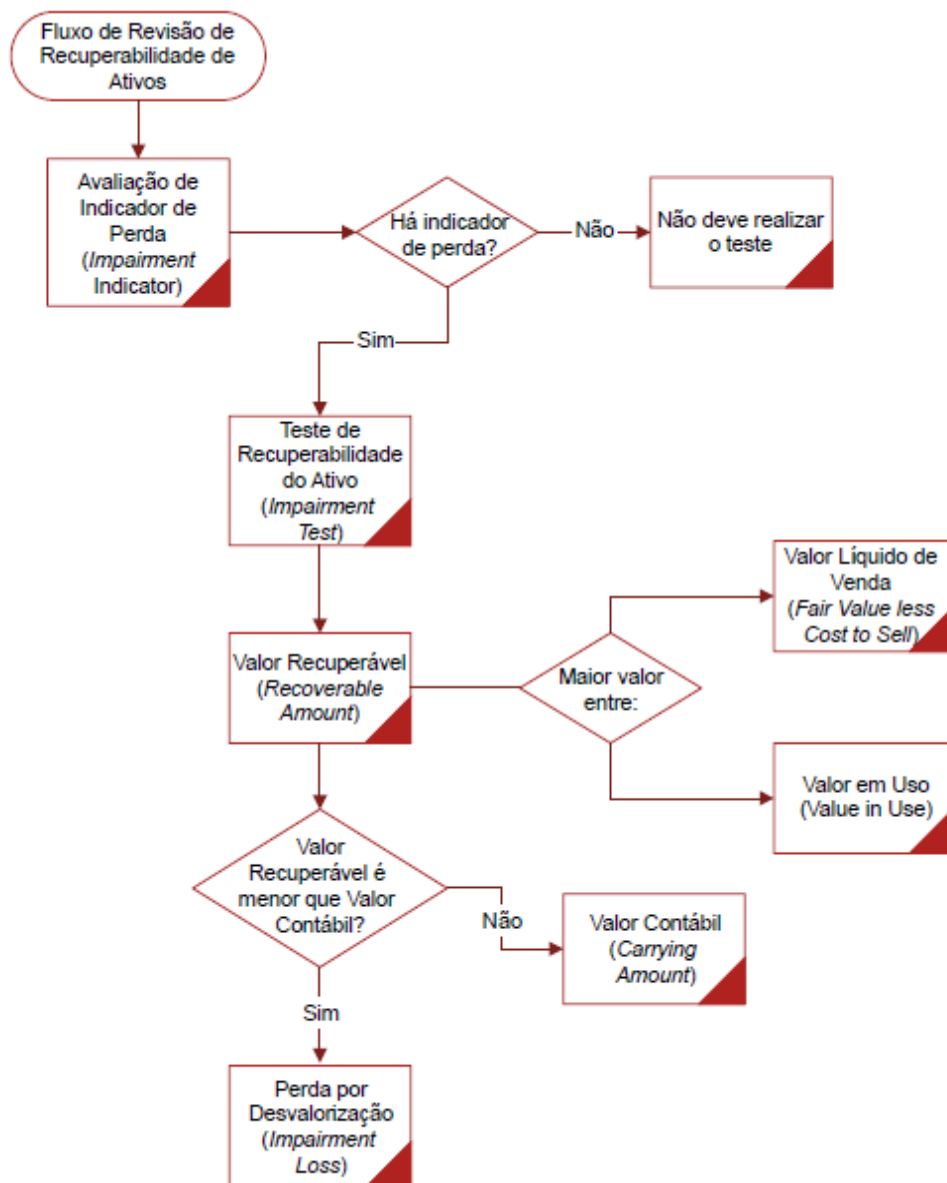 Fluxo de Revisão de
Recuperabilidade de
Ativos
Avaliação de
Indicador de
Perda
(Impairment
Indicator)
Há indicador
de perda?
Não
Não deve realizar
o teste
Sim
Teste de
Recuperabilidade
do Ativo
(Impairment
Test)
Valor Recuperável
(Recoverable
Amount)
Maior valor
entre:
Valor Líquido de
Venda
(Fair Value less
Cost to Sell)
Valor em Uso
(Value in Use)
Valor
Recuperável é
menor que Valor
Contábil?
Não
Valor Contábil
(Carrying
Amount)
Sim
Perda por
Desvalorização
(Impairment
Loss)